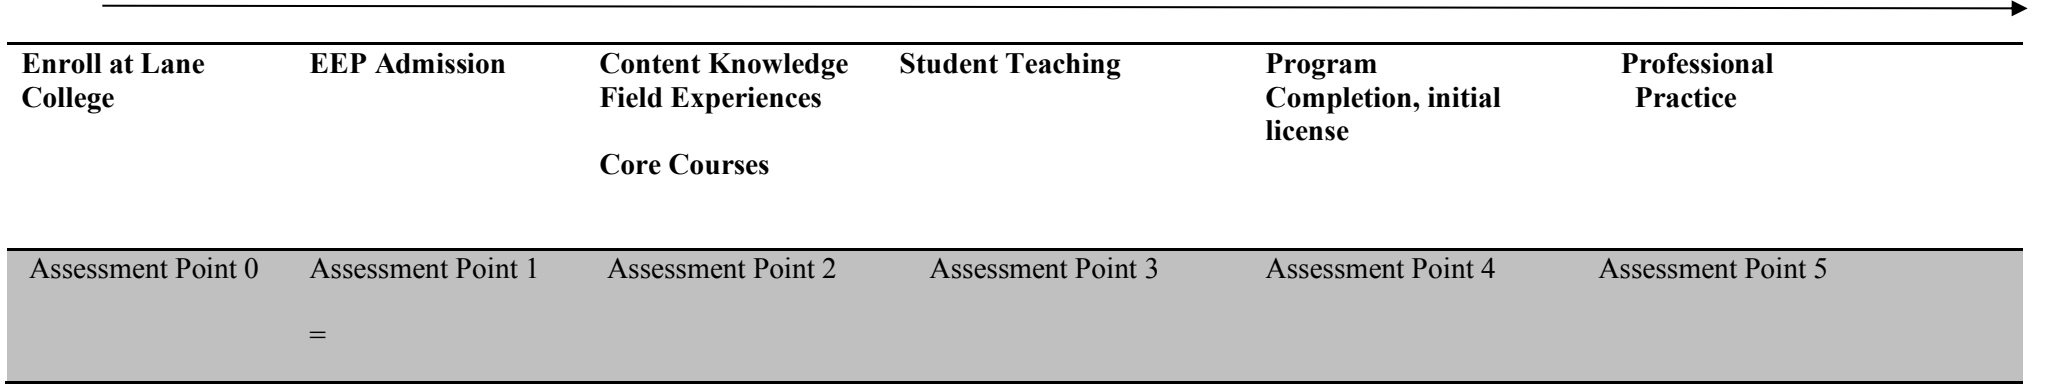 Enroll at Lane College
EEP Admission
Content Knowledge
Field Experiences
Core Courses
Student Teaching
Program
Completion, initial
license
Professional
Practice
Assessment Point 0
Assessment Point 1
Assessment Point 2
Assessment Point 3
Assessment Point 4
Assessment Point 5
=